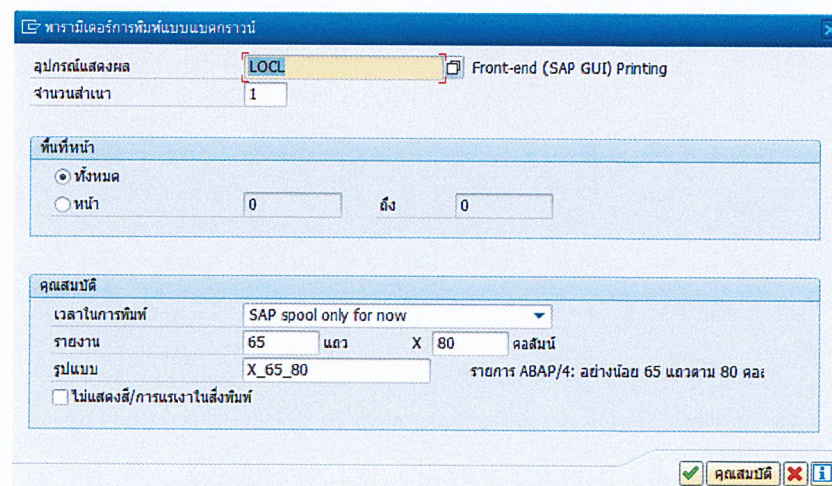 พารามิเตอร์การพิมพ์แบบแบคกราวน์
อุปกรณ์แสดงผล LOCL Front-end (SAP GUI) Printing
จำนวนสำเนา 1
พื้นที่หน้า
ทั้งหมด
หน้า 0 ถึง 0
คุณสมบัติ
เวลาในการพิมพ์ SAP spool only for now
รายงาน 65 แถว X 80 คอลัมน์
รูปแบบ X_65_80 รายการ ABAP/4: อย่างน้อย 65 แถวตาม 80 คอ
ไม่แสดงสี/การแรเงาในสิ่งพิมพ์
คุณสมบัติ